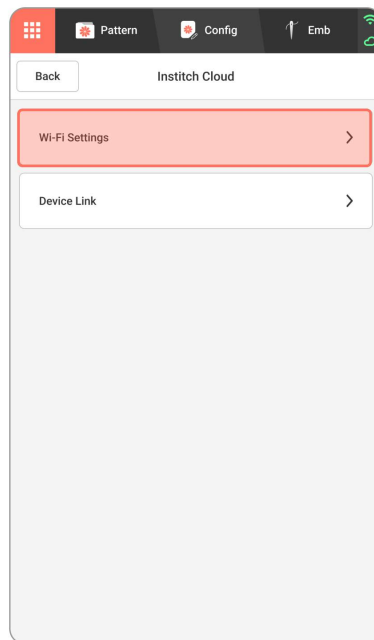 Pattern Config Emb
Back Institch Cloud
Wi-Fi Settings
Device Link